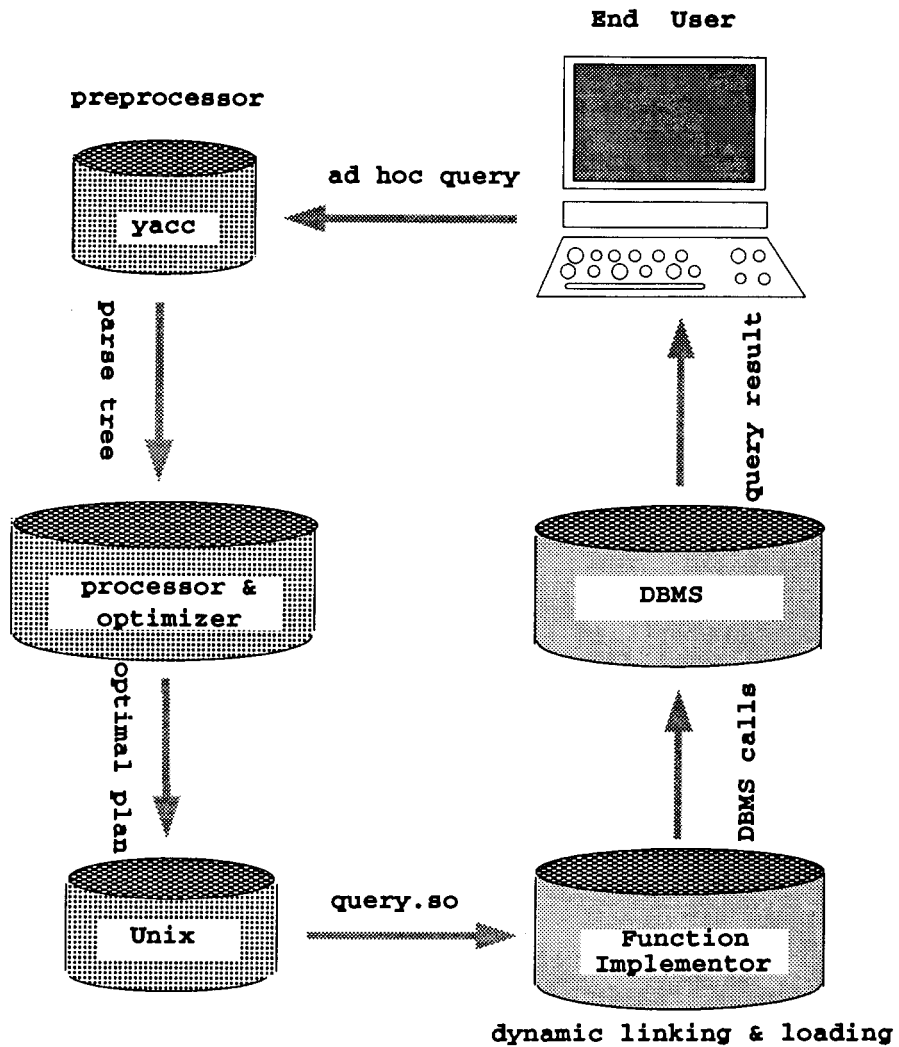 End User
preprocessor
ad hoc query
yacc
parse tree
query result
processor &
optimizer
DBMS
optimal plan
DBMS calls
query.so
Unix
Function
Implementor
dynamic linking & loading